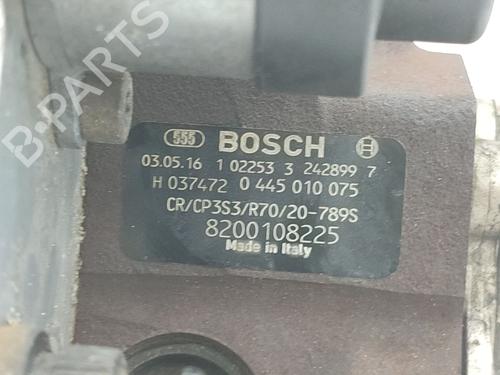 B-PARTS
555 BOSCH
03.05.16 1 02253 3 242899 7
H 037472 0 445 010 075
CR/CP3S3/R70/20-789S
8200108225
Made in Italy